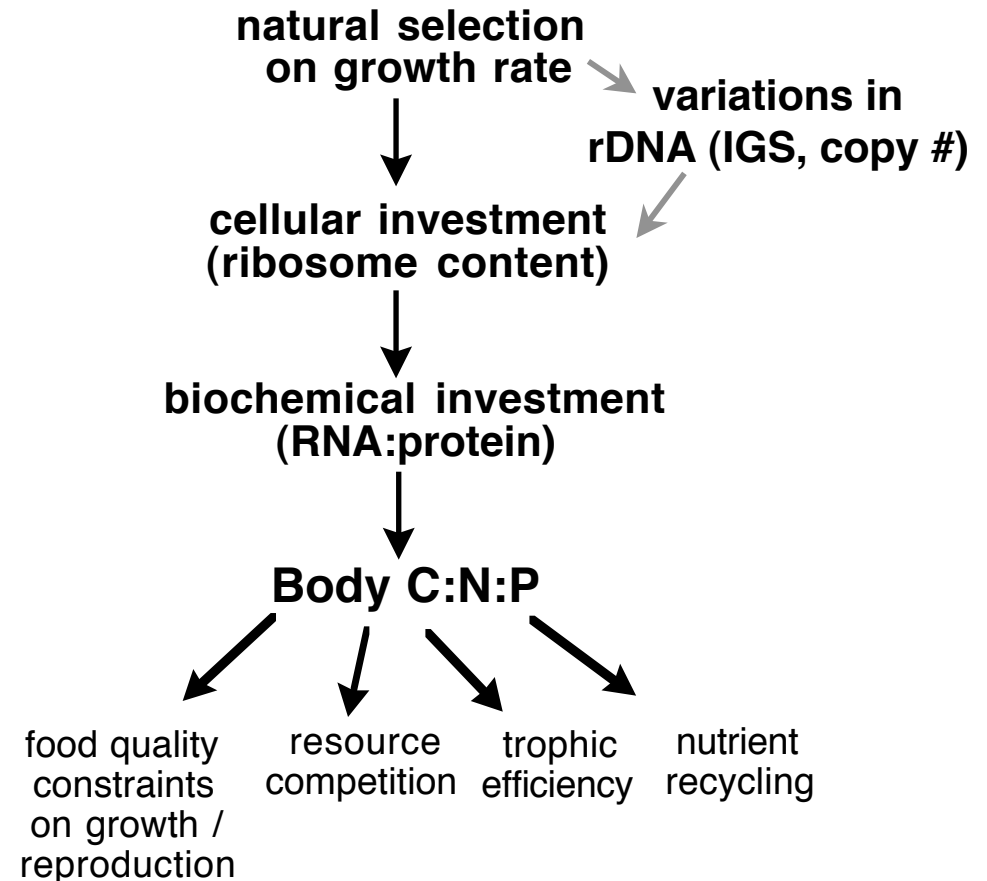 natural selection
on growth rate
variations in
rDNA (IGS, copy #)
cellular investment
(ribosome content)
biochemical investment
(RNA:protein)
Body C:N:P
food quality
constraints
on growth /
reproduction
resource
competition
trophic
efficiency
nutrient
recycling